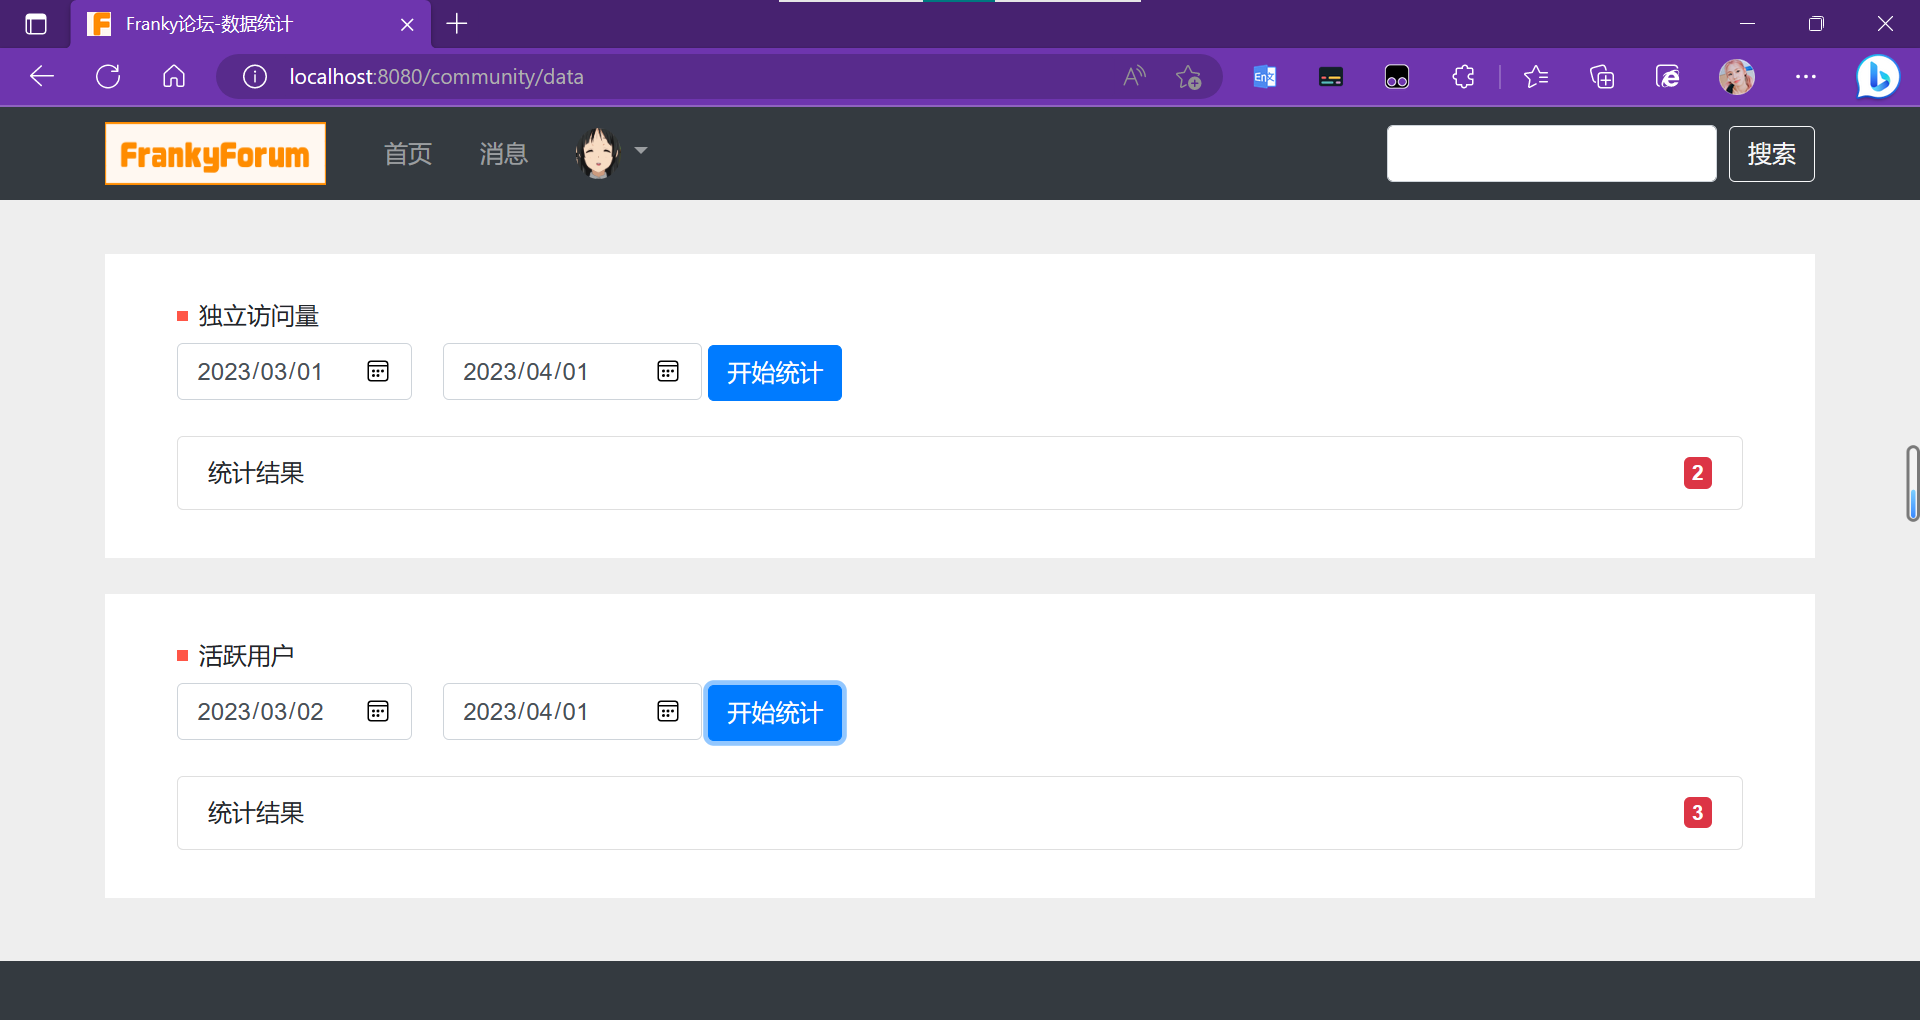 Franky论坛-数据统计
localhost:8080/community/data
FrankyForum
首页
消息
搜索
独立访问量
2023/03/01
2023/04/01
开始统计
统计结果
2
活跃用户
2023/03/02
2023/04/01
开始统计
统计结果
3